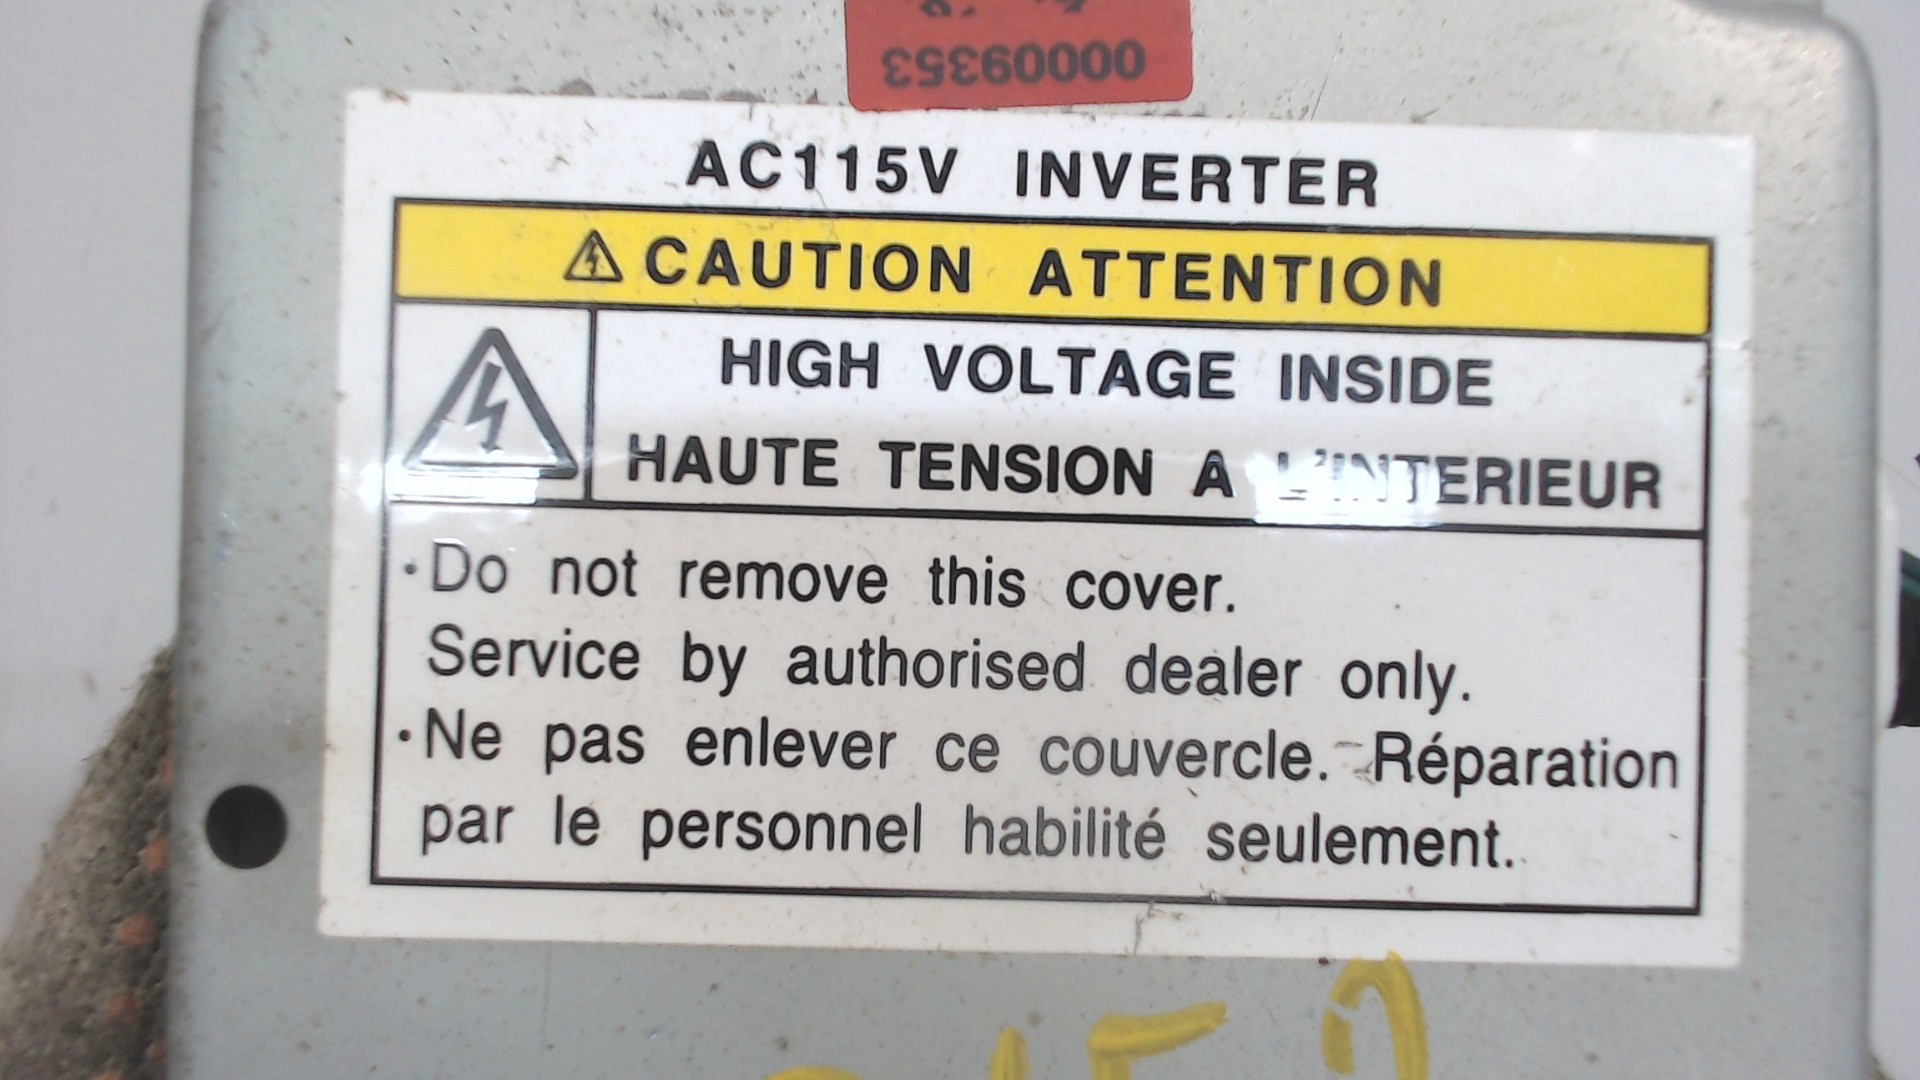 00009353
AC115V INVERTER
CAUTION ATTENTION
HIGH VOLTAGE INSIDE
HAUTE TENSION A L'INTERIEUR
·Do not remove this cover.
Service by authorised dealer only.
·Ne pas enlever ce couvercle. Réparation
par le personnel habilité seulement.